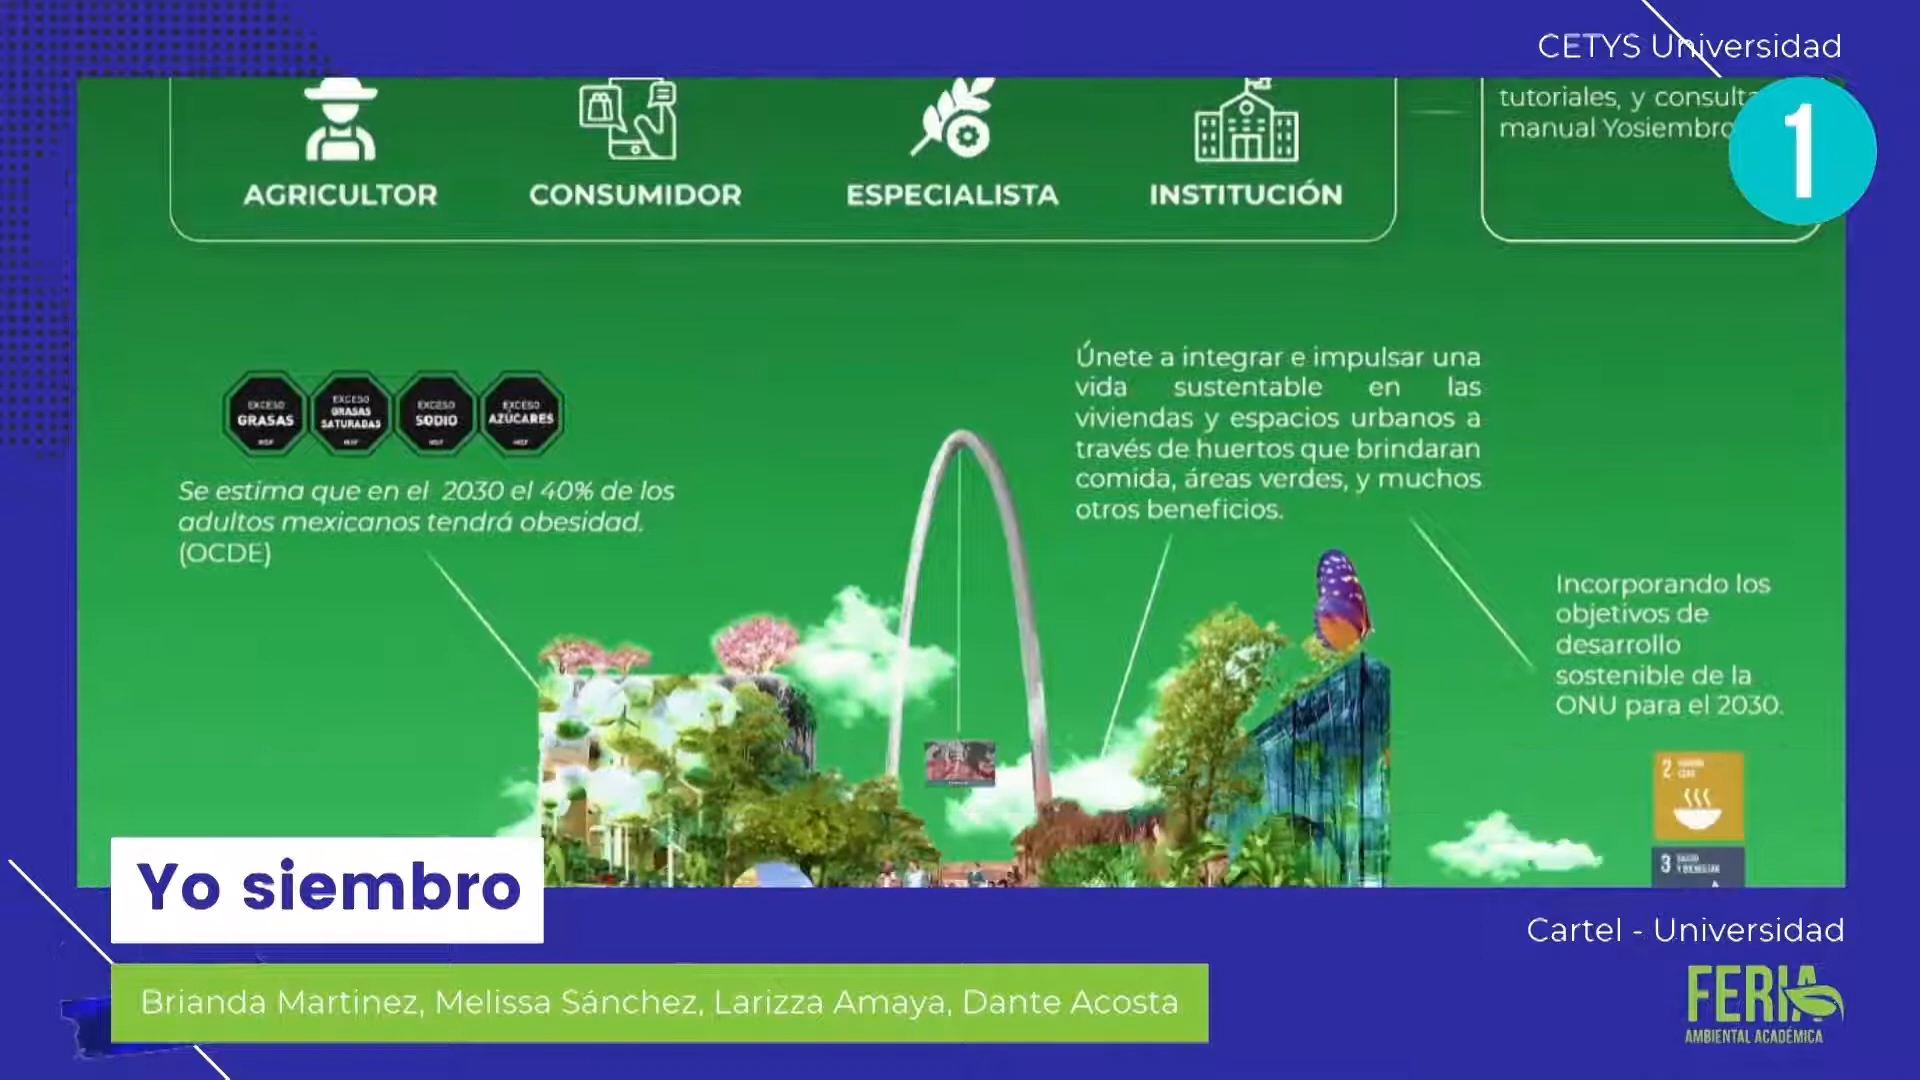 CETYS Universidad
1
tutoriales, y consulta
manual Yosiembro
AGRICULTOR
CONSUMIDOR
ESPECIALISTA
INSTITUCIÓN
EXCESO
GRASAS
EXCESO
GRASAS
SATURADAS
EXCESO
SODIO
EXCESO
AZÚCARES
Se estima que en el 2030 el 40% de los
adultos mexicanos tendrá obesidad.
(OCDE)
Únete a integrar e impulsar una
vida sustentable en las
viviendas y espacios urbanos a
través de huertos que brindaran
comida, áreas verdes, y muchos
otros beneficios.
Incorporando los
objetivos de
desarrollo
sostenible de la
ONU para el 2030.
2
3
Yo siembro
Brianda Martinez, Melissa Sánchez, Larizza Amaya, Dante Acosta
Cartel - Universidad
FERIA
AMBIENTAL ACADÉMICA